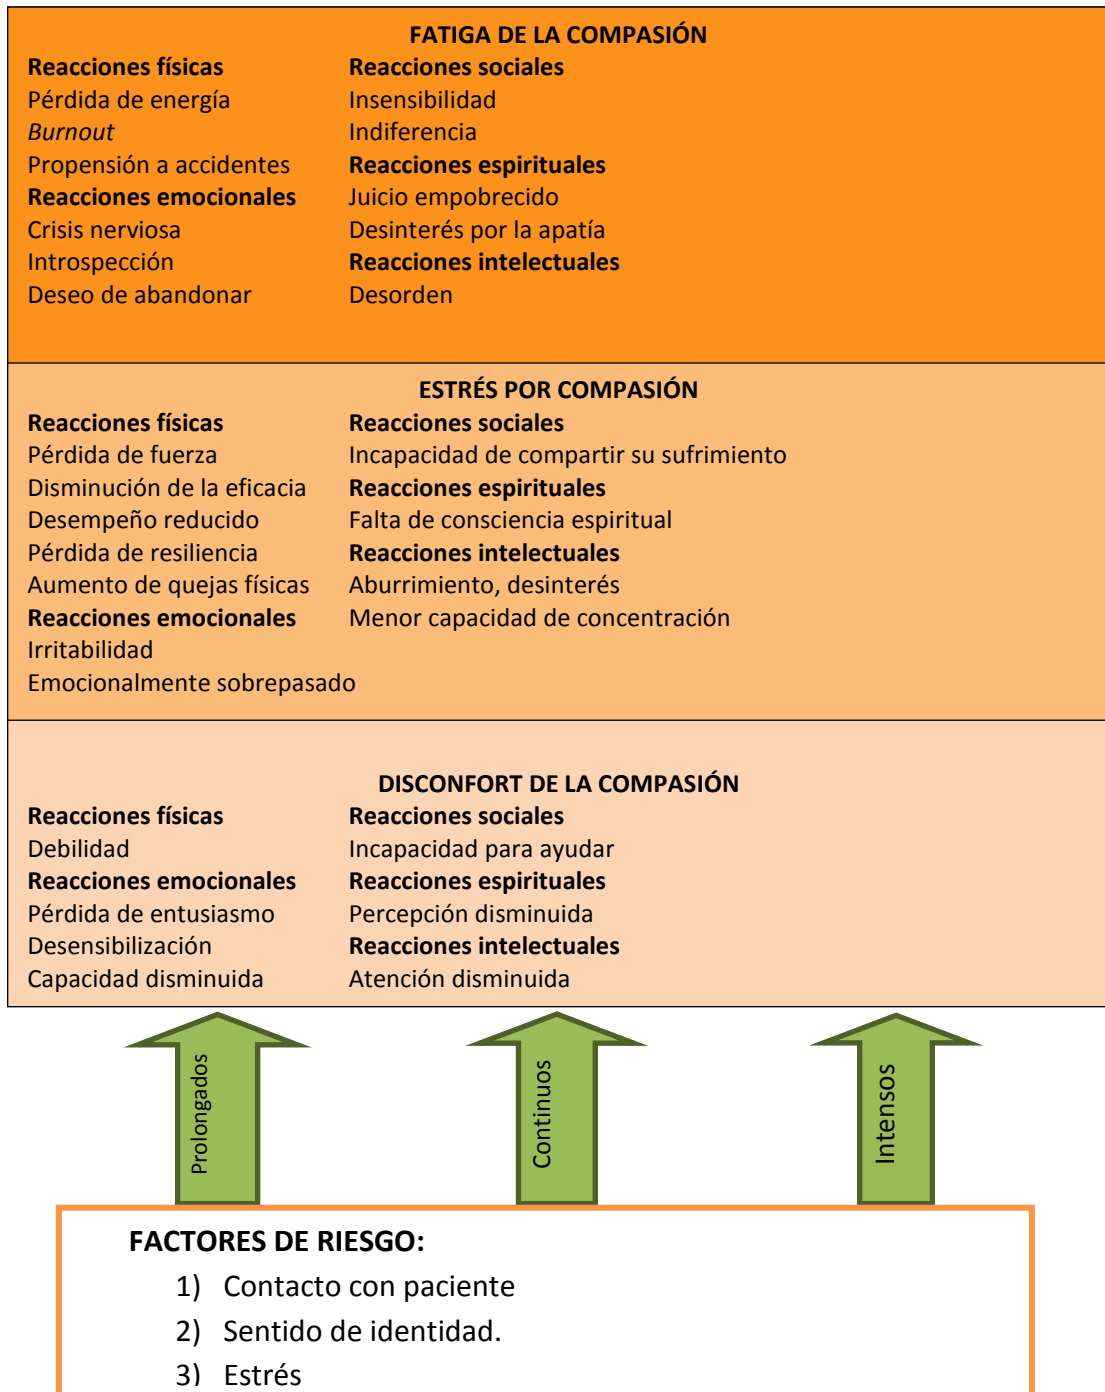 FATIGA DE LA COMPASIÓN
Reacciones físicas
Pérdida de energía
Burnout
Propensión a accidentes
Reacciones emocionales
Crisis nerviosa
Introspección
Deseo de abandonar
Reacciones sociales
Insensibilidad
Indiferencia
Reacciones espirituales
Juicio empobrecido
Desinterés por la apatía
Reacciones intelectuales
Desorden
ESTRÉS POR COMPASIÓN
Reacciones físicas
Pérdida de fuerza
Disminución de la eficacia
Desempeño reducido
Pérdida de resiliencia
Aumento de quejas físicas
Reacciones emocionales
Irritabilidad
Emocionalmente sobrepasado
Reacciones sociales
Incapacidad de compartir su sufrimiento
Reacciones espirituales
Falta de consciencia espiritual
Reacciones intelectuales
Aburrimiento, desinterés
Menor capacidad de concentración
DISCONFORT DE LA COMPASIÓN
Reacciones físicas
Debilidad
Reacciones emocionales
Pérdida de entusiasmo
Desensibilización
Capacidad disminuida
Reacciones sociales
Incapacidad para ayudar
Reacciones espirituales
Percepción disminuida
Reacciones intelectuales
Atención disminuida
Prolongados
Continuos
Intensos
FACTORES DE RIESGO:
1) Contacto con paciente
2) Sentido de identidad.
3) Estrés